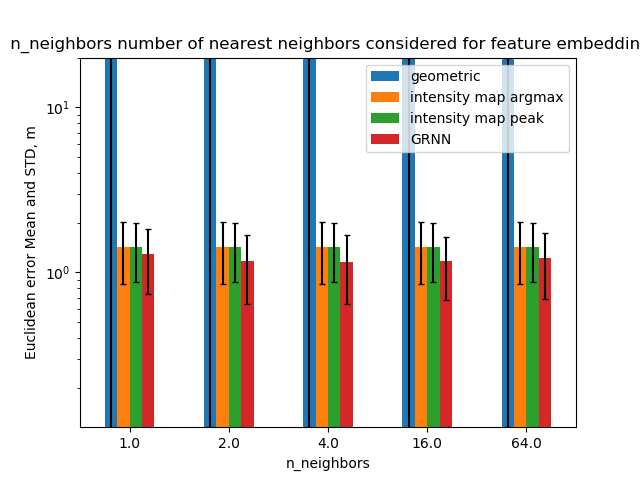 n_neighbors number of nearest neighbors considered for feature embeddin
geometric
intensity map argmax
intensity map peak
GRNN
Euclidean error Mean and STD, m
10¹
10⁰
1.0 2.0 4.0 16.0 64.0
n_neighbors